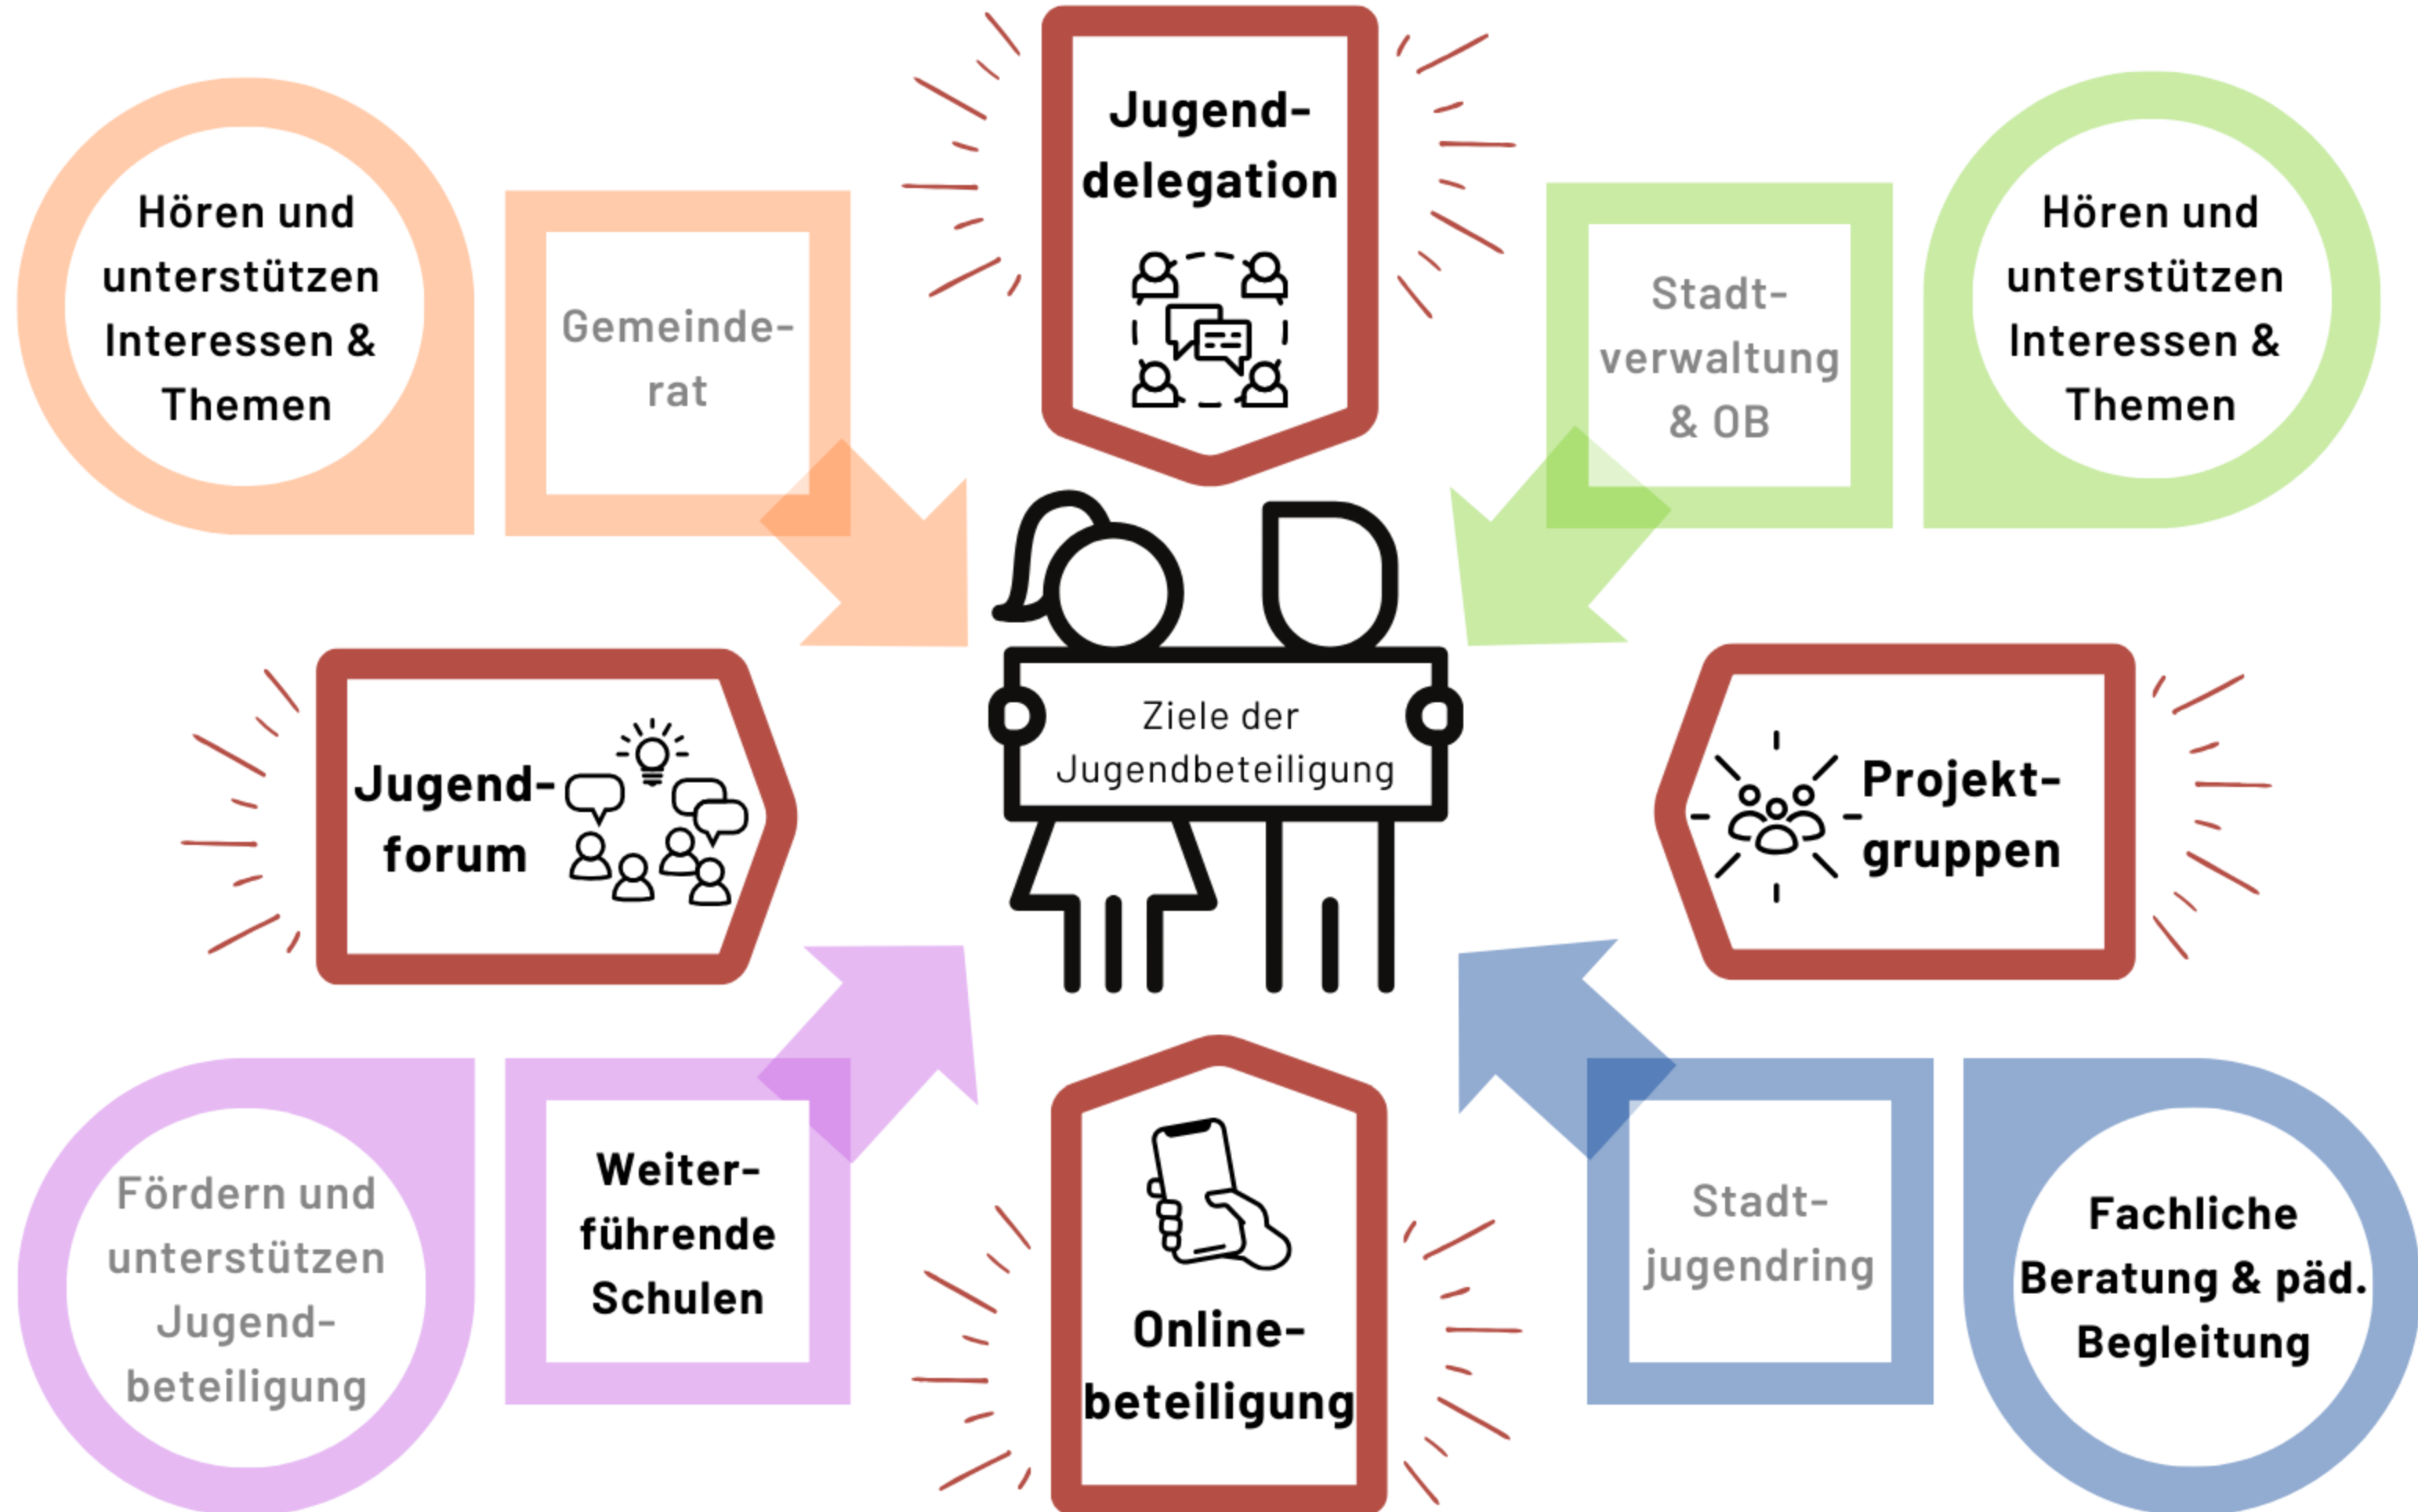 Jugend-
delegation
Hören und
unterstützen
Interessen &
Themen
Gemeinde-
rat
Stadt-
verwaltung
& OB
Hören und
unterstützen
Interessen &
Themen
Jugend-
forum
Ziele der
Jugendbeteiligung
Projekt-
gruppen
Fördern und
unterstützen
Jugend-
beteiligung
Weiter-
führende
Schulen
Online-
beteiligung
Stadt-
jugendring
Fachliche
Beratung & päd.
Begleitung